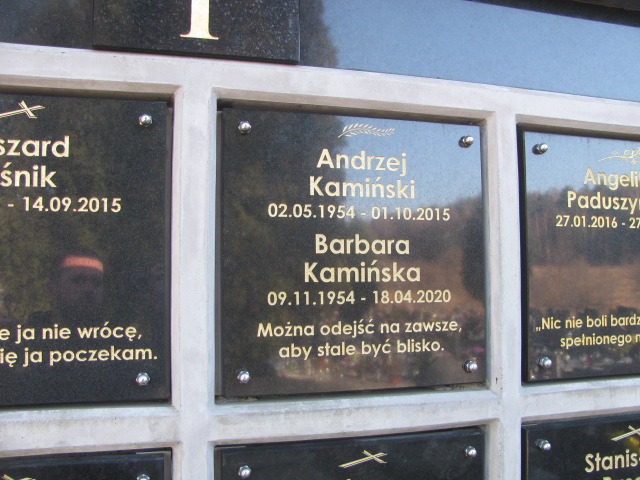 1
szard
śnik
- 14.09.2015
e ja nie wrócę,
ię ja poczekam.
Andrzej
Kamiński
02.05.1954 - 01.10.2015
Barbara
Kamińska
09.11.1954 - 18.04.2020
Można odejść na zawsze,
aby stale być blisko.
Angeli
Paduszy
27.01.2016 - 2
„Nic nie boli bardz
spełnionego
Stanis